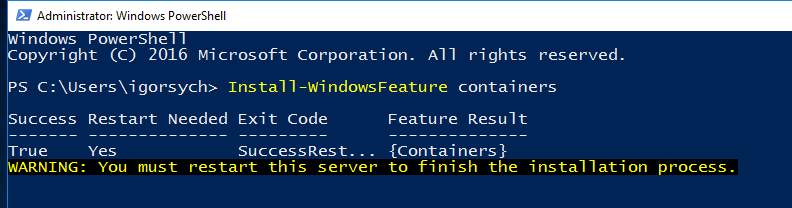 Administrator: Windows PowerShell
Windows PowerShell
Copyright (C) 2016 Microsoft Corporation. All rights reserved.
PS C:\Users\igorsych> Install-WindowsFeature containers
Success Restart Needed Exit Code      Feature Result
------- -------------- ---------      --------------
True    Yes            SuccessRest... {Containers}
WARNING: You must restart this server to finish the installation process.